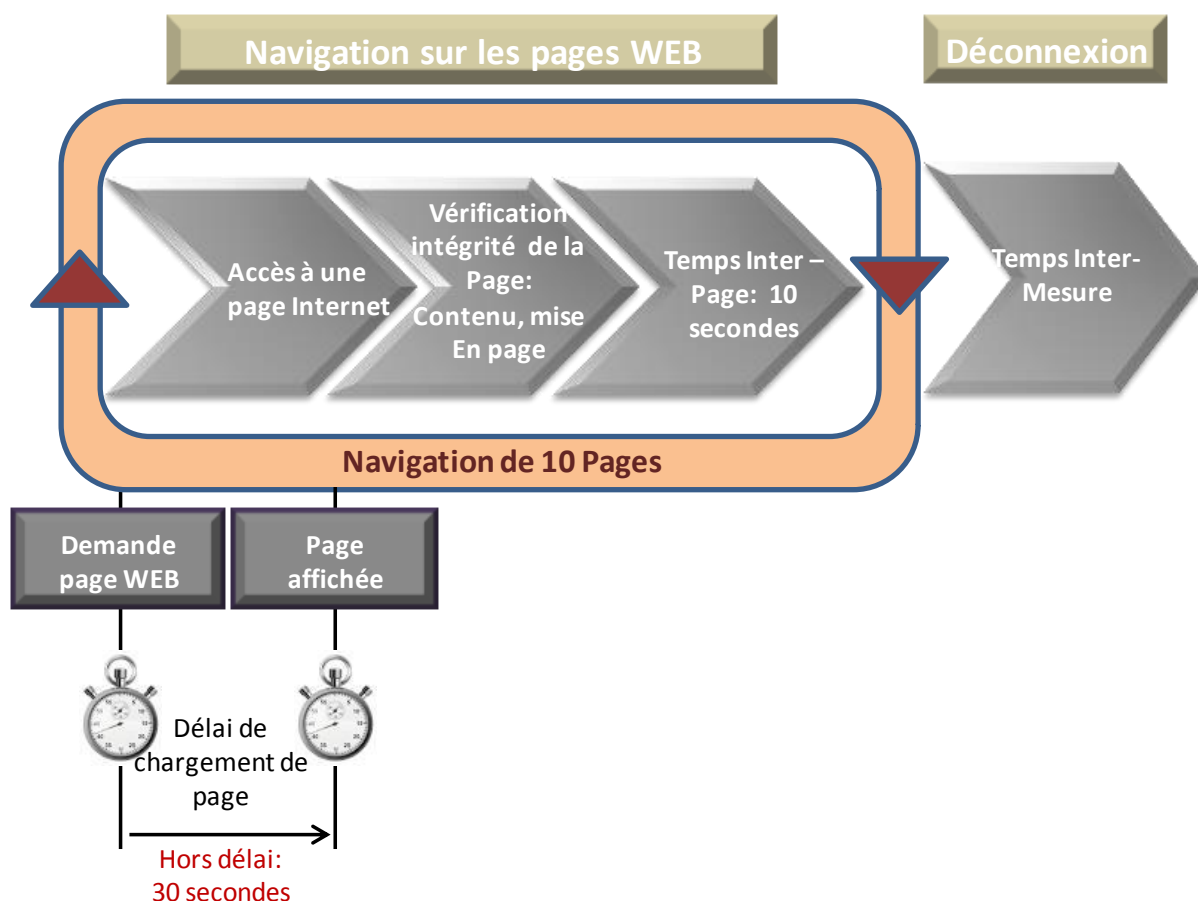 Navigation sur les pages WEB
Déconnexion
Accès à une
page Internet
Vérification
intégrité de la
Page:
Contenu, mise
En page
Temps Inter –
Page: 10
secondes
Temps Inter-
Mesure
Navigation de 10 Pages
Demande
page WEB
Page
affichée
Délai de
chargement de
page
Hors délai:
30 secondes